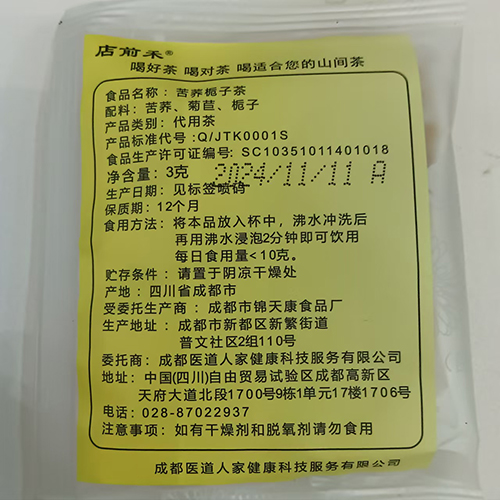 店前禾®
喝好茶 喝对茶 喝适合您的山间茶
食品名称：苦荞栀子茶
配料：苦荞、菊苣、栀子
产品类别：代用茶
产品标准代号：Q/JTK0001S
食品生产许可证编号：SC10351011401018
净含量：3克
2024/11/11 A
生产日期：见标签喷码
保质期：12个月
食用方法：将本品放入杯中，沸水冲洗后
再用沸水浸泡2分钟即可饮用
每日食用量<10克。
贮存条件：请置于阴凉干燥处
产地：四川省成都市
受委托生产商：成都市锦天康食品厂
生产地址：成都市新都区新繁街道
普文社区2组110号
委托商：成都医道人家健康科技服务有限公司
地址：中国(四川)自由贸易试验区成都高新区
天府大道北段1700号9栋1单元17楼1706号
电话：028-87022937
注意事项：如有干燥剂和脱氧剂请勿食用
成都医道人家健康科技服务有限公司